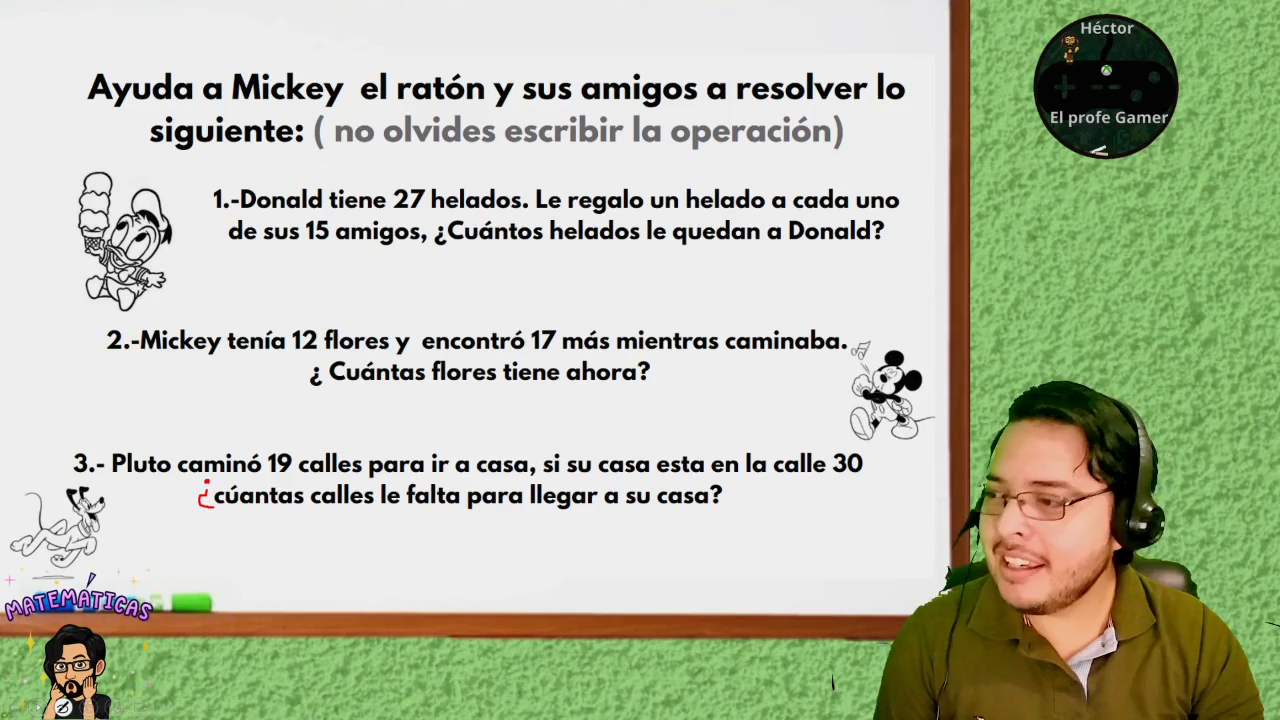 Ayuda a Mickey el ratón y sus amigos a resolver lo
siguiente: ( no olvides escribir la operación)
1.-Donald tiene 27 helados. Le regalo un helado a cada uno
de sus 15 amigos, ¿Cuántos helados le quedan a Donald?
2.-Mickey tenía 12 flores y encontró 17 más mientras caminaba.
¿ Cuántas flores tiene ahora?
3.- Pluto caminó 19 calles para ir a casa, si su casa esta en la calle 30
¿cúantas calles le falta para llegar a su casa?
MATEMÁTICAS
Héctor
El profe Gamer